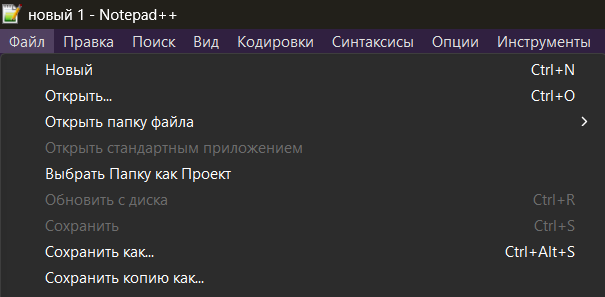 новый 1 - Notepad++
Файл Правка Поиск Вид Кодировки Синтаксисы Опции Инструменты
Новый Ctrl+N
Открыть... Ctrl+O
Открыть папку файла
Открыть стандартным приложением
Выбрать Папку как Проект
Обновить с диска Ctrl+R
Сохранить Ctrl+S
Сохранить как... Ctrl+Alt+S
Сохранить копию как...